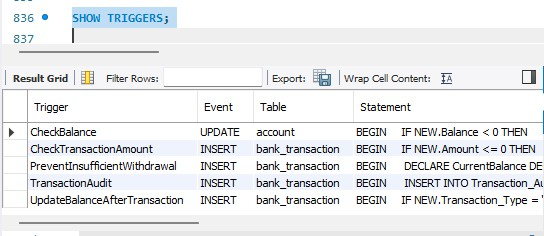 836 SHOW TRIGGERS;
837
Result Grid Filter Rows: Export: Wrap Cell Content:
Trigger Event Table Statement
CheckBalance UPDATE account BEGIN IF NEW.Balance < 0 THEN
CheckTransactionAmount INSERT bank_transaction BEGIN IF NEW.Amount <= 0 THEN
PreventInsufficientWithdrawal INSERT bank_transaction BEGIN DECLARE CurrentBalance DE
TransactionAudit INSERT bank_transaction BEGIN INSERT INTO Transaction_Au
UpdateBalanceAfterTransaction INSERT bank_transaction BEGIN IF NEW.Transaction_Type = '